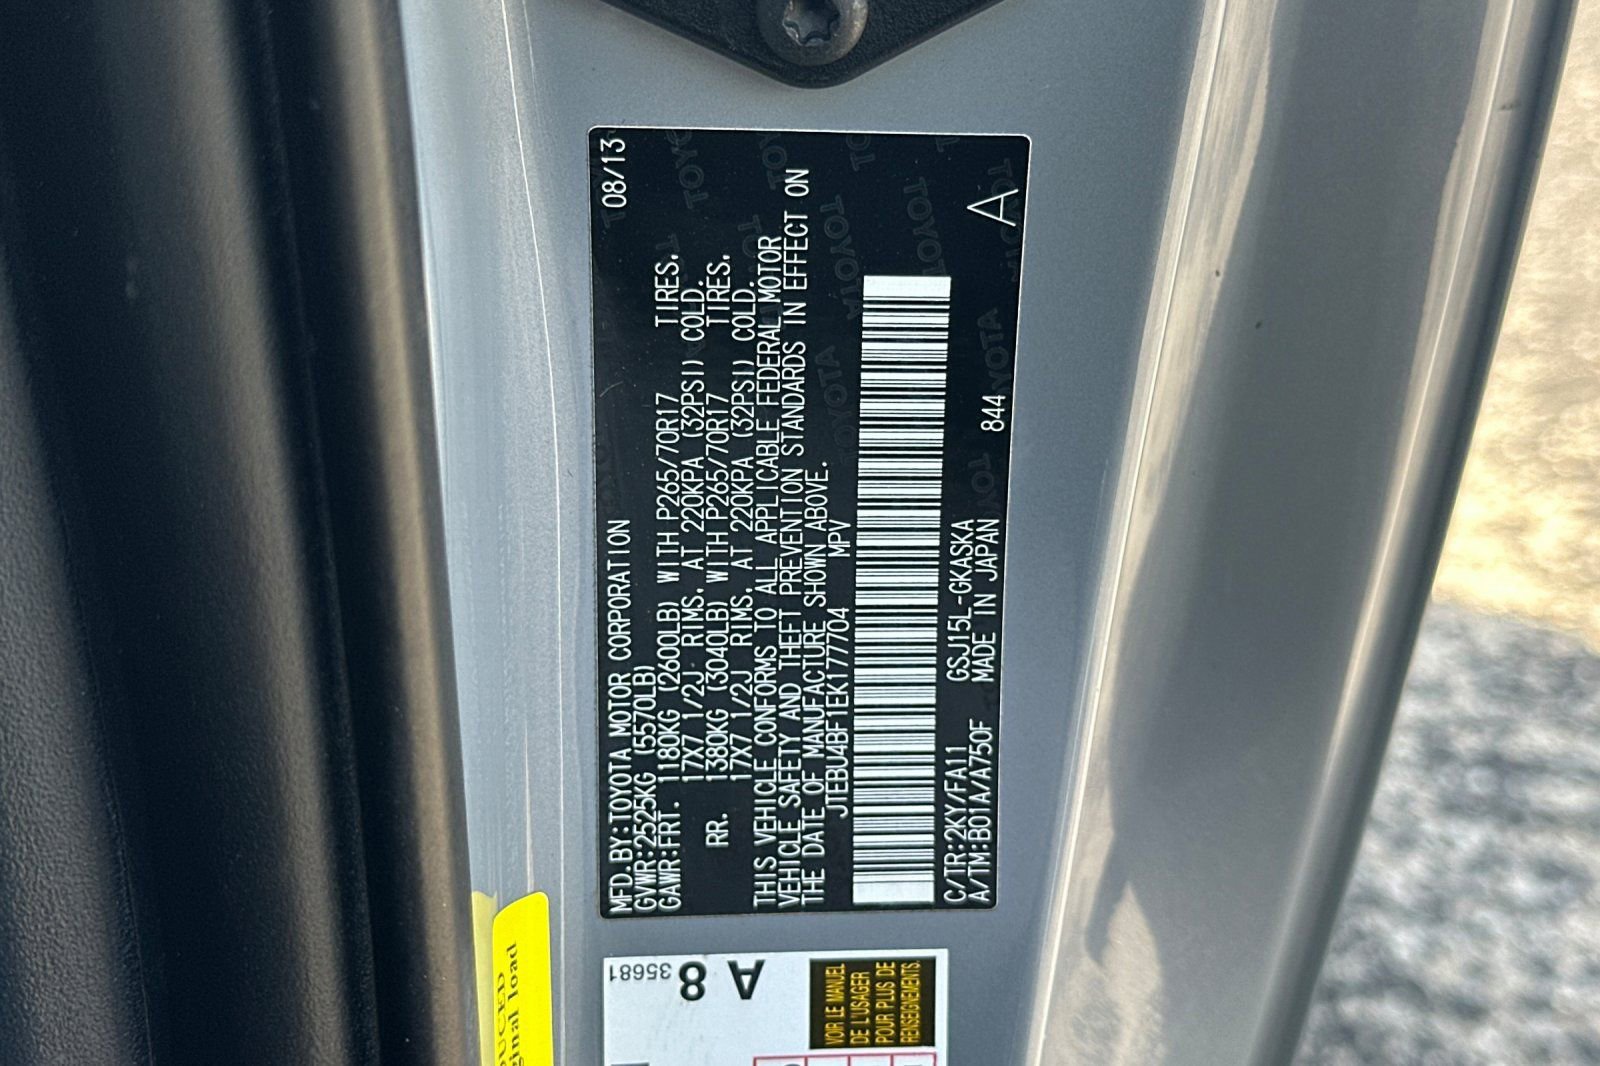 08/13
MFD.BY:TOYOTA MOTOR CORPORATION
GVWR:2525KG (5570LB)
GAWR:FRT. 1180KG (2600LB) WITH P265/70R17 TIRES,
17X7 1/2J RIMS, AT 220KPA (32PSI) COLD.
RR. 1380KG (3040LB) WITH P265/70R17 TIRES,
17X7 1/2J RIMS, AT 220KPA (32PSI) COLD.
THIS VEHICLE CONFORMS TO ALL APPLICABLE FEDERAL MOTOR
VEHICLE SAFETY AND THEFT PREVENTION STANDARDS IN EFFECT ON
THE DATE OF MANUFACTURE SHOWN ABOVE.
JTEBU4BF1EK177704 MPV
C/TR:2KY/FA11 GSJ15L-GKASKA
A/TM:B01A/A750F MADE IN JAPAN 844 A
35681
A 8
VOIR LE MANUEL
DE L'USAGER
POUR PLUS DE
RENSEIGNEMENTS.
load